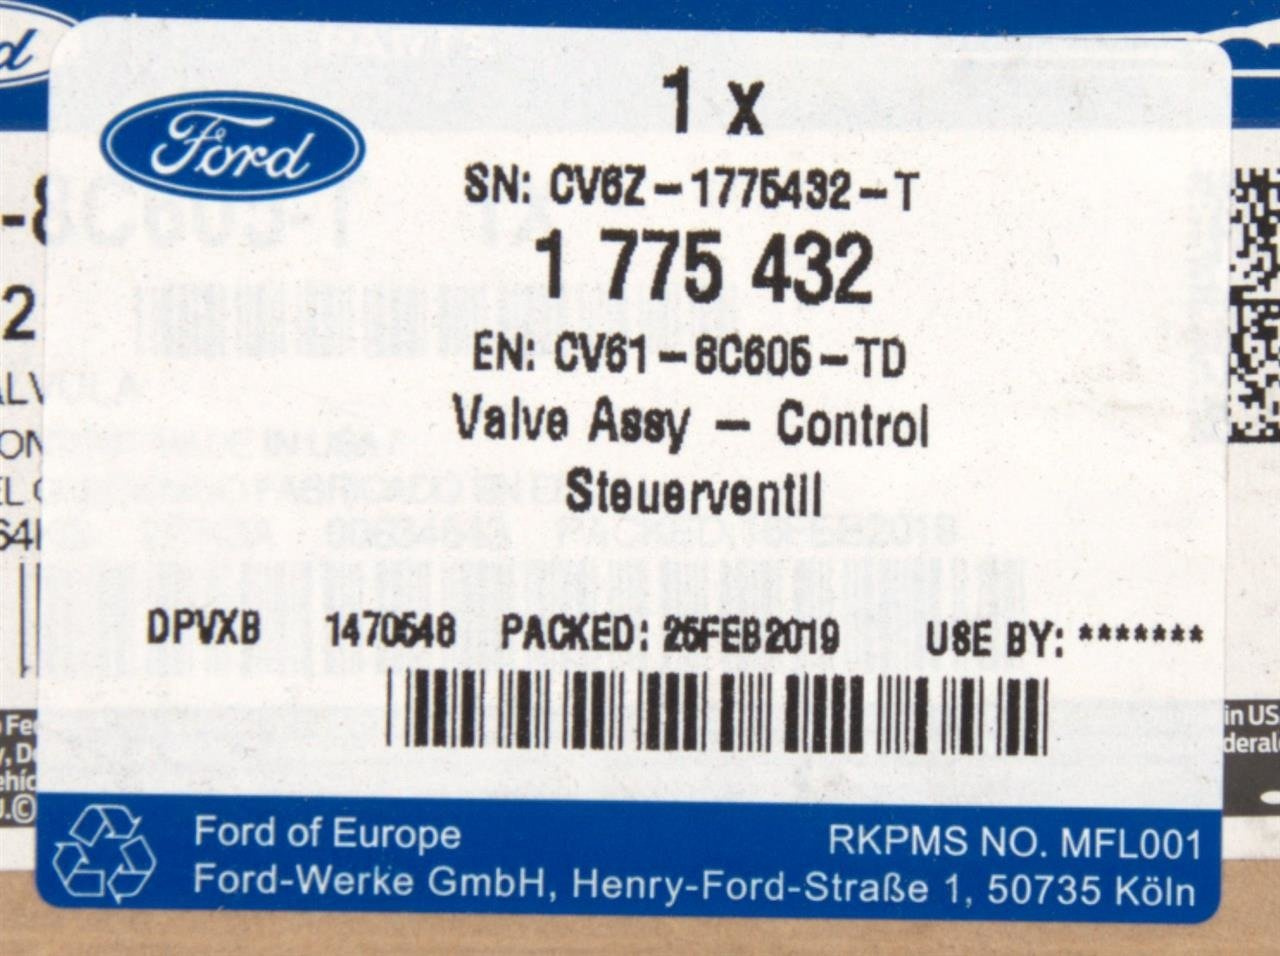 Ford
1 x
SN: CV6Z-1775432-T
1 775 432
EN: CV61-8C605-TD
Valve Assy - Control
Steuerventil
DPVXB 1470548 PACKED: 25FEB2019 USE BY: *******
Ford of Europe
RKPMS NO. MFL001
Ford-Werke GmbH, Henry-Ford-Straße 1, 50735 Köln